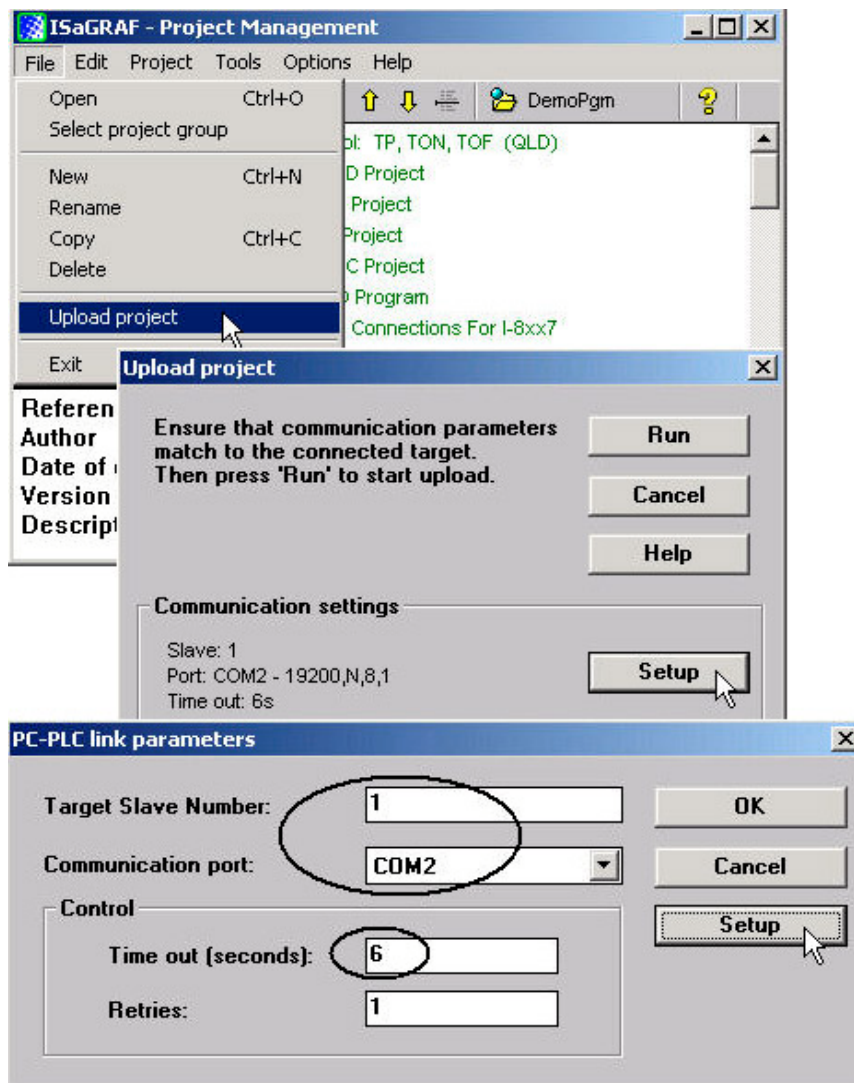 ISaGRAF - Project Management
File Edit Project Tools Options Help
Open Ctrl+O
Select project group
New Ctrl+N
Rename
Copy Ctrl+C
Delete
Upload project
Exit
DemoPgm
ol: TP, TON, TOF (QLD)
D Project
Project
Project
C Project
Program
Connections For I-8xx7
Referen
Author
Date of
Version
Descript
Upload project
Ensure that communication parameters
match to the connected target.
Then press 'Run' to start upload.
Run
Cancel
Help
Communication settings
Slave: 1
Port: COM2 - 19200,N,8,1
Time out: 6s
Setup
PC-PLC link parameters
Target Slave Number: 1
Communication port: COM2
Control
Time out (seconds): 6
Retries: 1
OK
Cancel
Setup